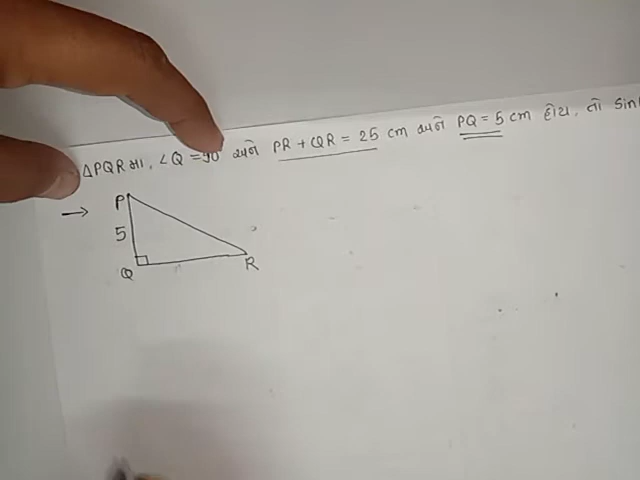 ΔPQR માં, ∠Q = 90° અને PR + QR = 25 cm અને PQ = 5 cm હોય, તો sin
→ P
5
Q R